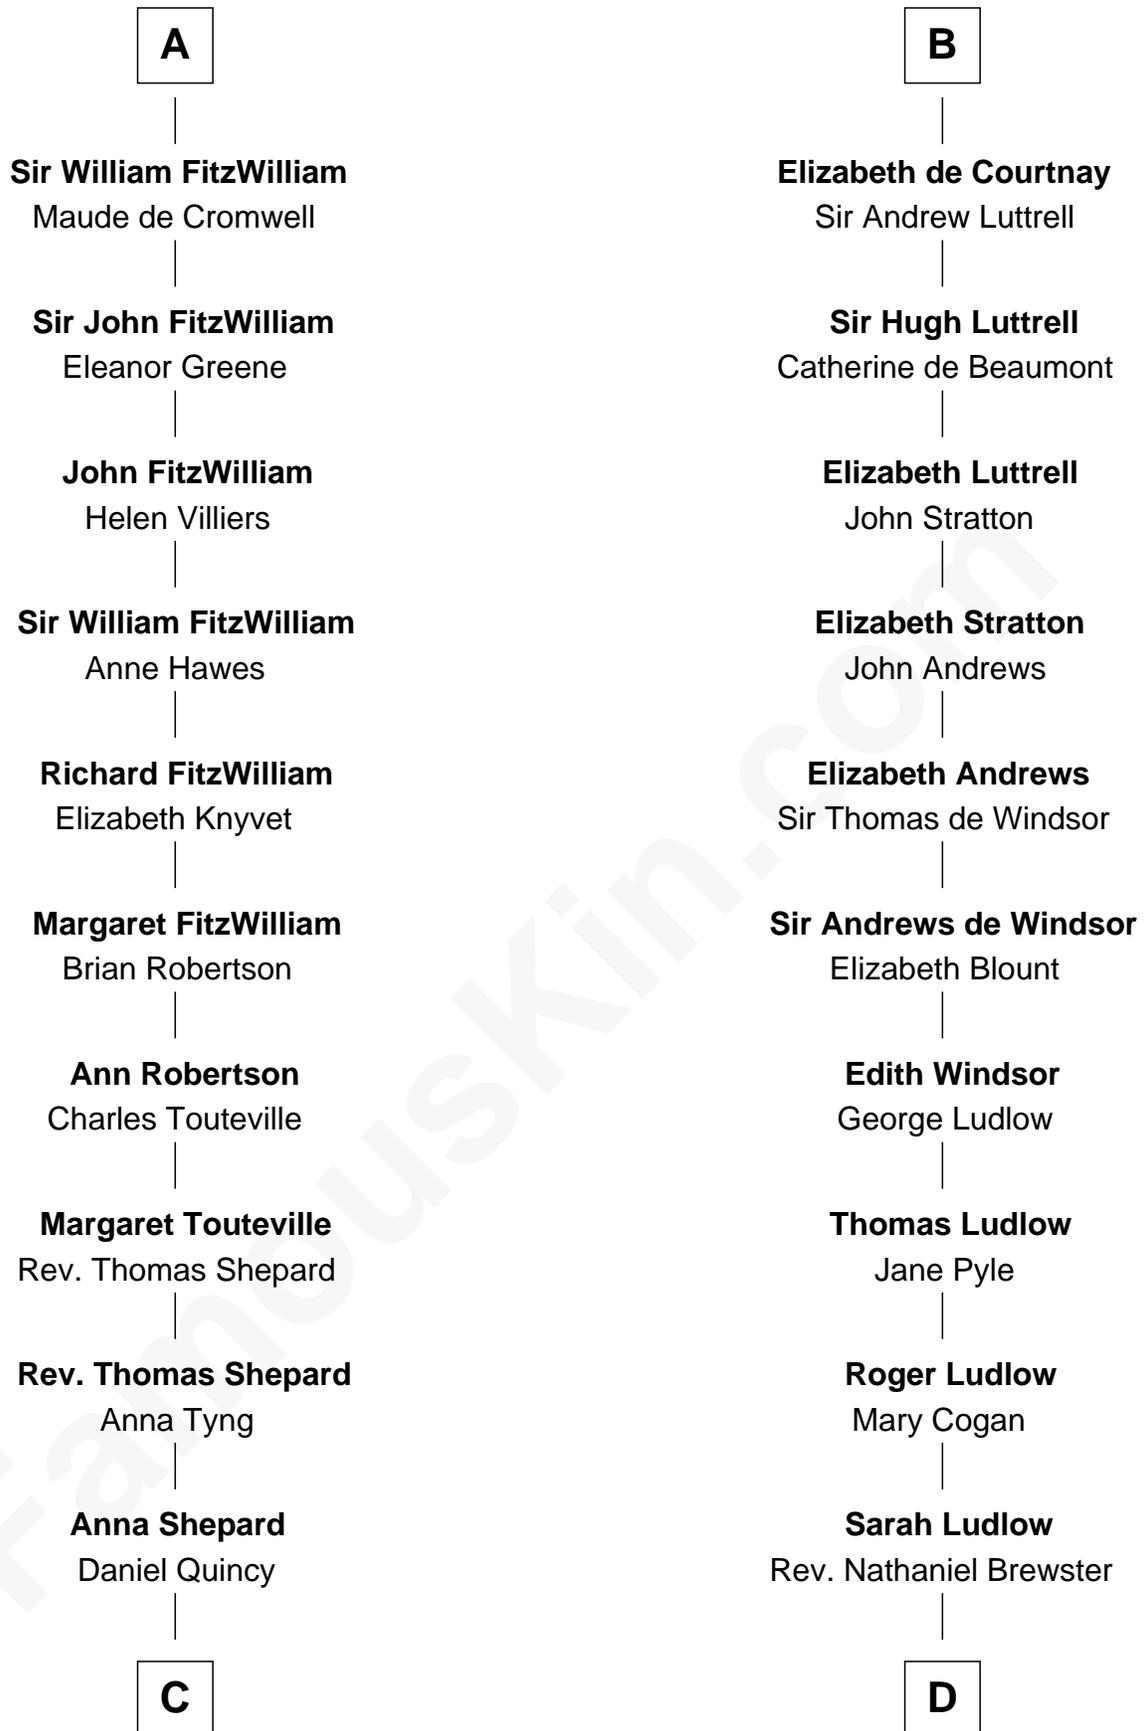 A
Sir William FitzWilliam
Maude de Cromwell
Sir John FitzWilliam
Eleanor Greene
John FitzWilliam
Helen Villiers
Sir William FitzWilliam
Anne Hawes
Richard FitzWilliam
Elizabeth Knyvet
Margaret FitzWilliam
Brian Robertson
Ann Robertson
Charles Touteville
Margaret Touteville
Rev. Thomas Shepard
Rev. Thomas Shepard
Anna Tyng
Anna Shepard
Daniel Quincy
C
B
Elizabeth de Courtnay
Sir Andrew Luttrell
Sir Hugh Luttrell
Catherine de Beaumont
Elizabeth Luttrell
John Stratton
Elizabeth Stratton
John Andrews
Elizabeth Andrews
Sir Thomas de Windsor
Sir Andrews de Windsor
Elizabeth Blount
Edith Windsor
George Ludlow
Thomas Ludlow
Jane Pyle
Roger Ludlow
Mary Cogan
Sarah Ludlow
Rev. Nathaniel Brewster
D
FamousKin.com